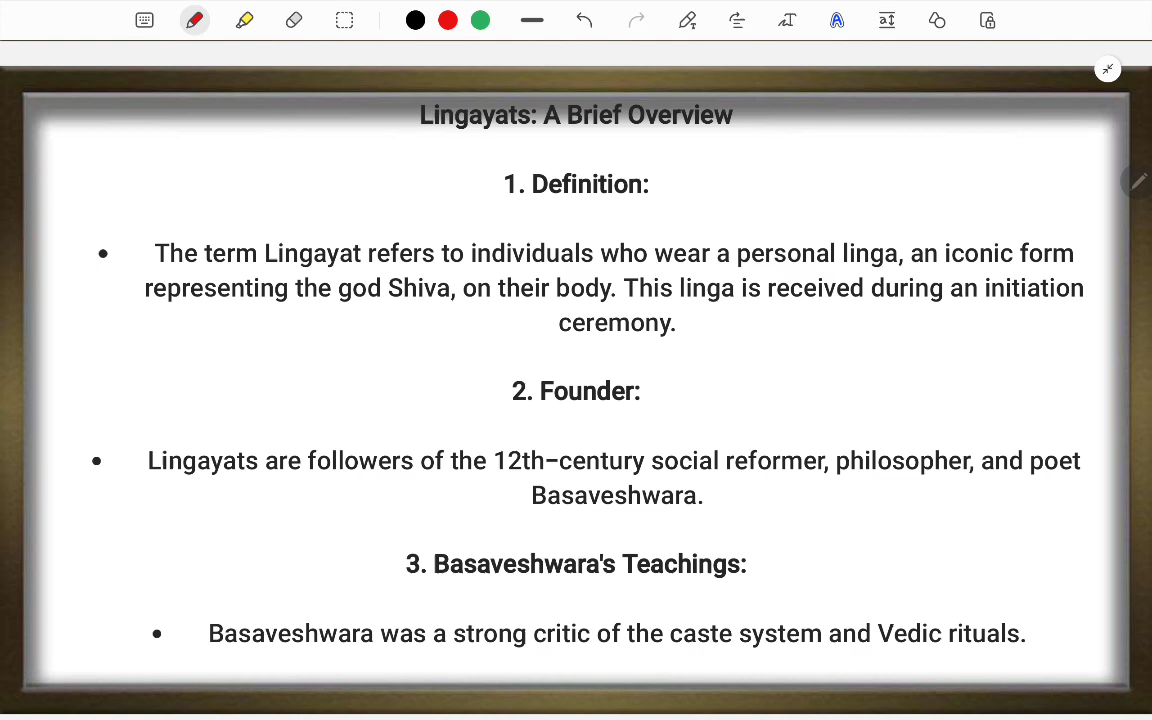 Lingayats: A Brief Overview
1. Definition:
• The term Lingayat refers to individuals who wear a personal linga, an iconic form
representing the god Shiva, on their body. This linga is received during an initiation
ceremony.
2. Founder:
• Lingayats are followers of the 12th-century social reformer, philosopher, and poet
Basaveshwara.
3. Basaveshwara's Teachings:
• Basaveshwara was a strong critic of the caste system and Vedic rituals.